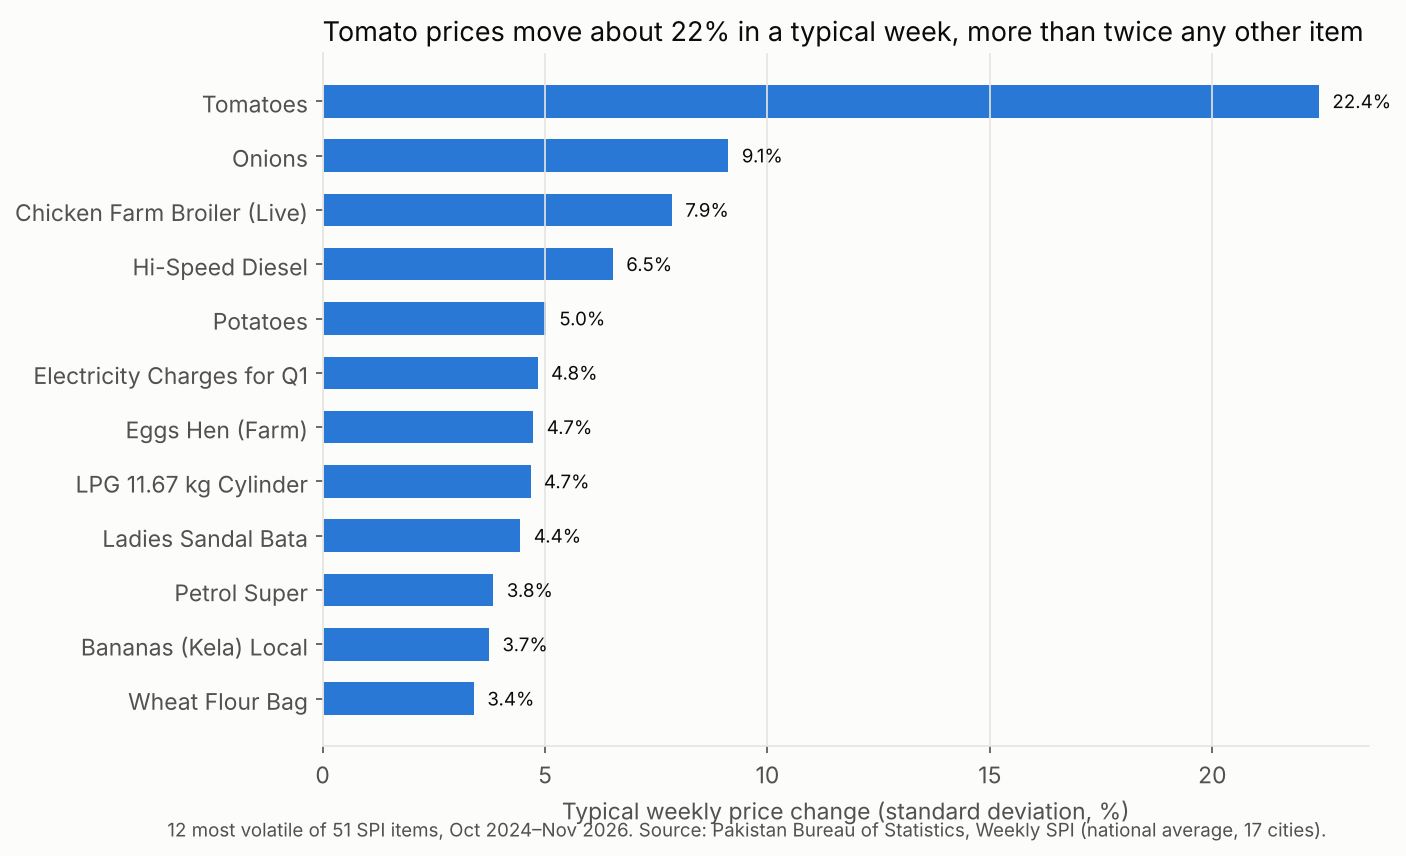 Tomato prices move about 22% in a typical week, more than twice any other item
Tomatoes 22.4%
Onions 9.1%
Chicken Farm Broiler (Live) 7.9%
Hi-Speed Diesel 6.5%
Potatoes 5.0%
Electricity Charges for Q1 4.8%
Eggs Hen (Farm) 4.7%
LPG 11.67 kg Cylinder 4.7%
Ladies Sandal Bata 4.4%
Petrol Super 3.8%
Bananas (Kela) Local 3.7%
Wheat Flour Bag 3.4%
0 5 10 15 20
Typical weekly price change (standard deviation, %)
12 most volatile of 51 SPI items, Oct 2024–Nov 2026. Source: Pakistan Bureau of Statistics, Weekly SPI (national average, 17 cities).